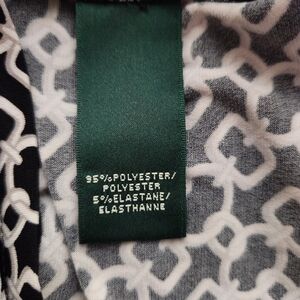 95%POLYESTER/
POLYESTER
5%ELASTANE/
ELASTHANNE